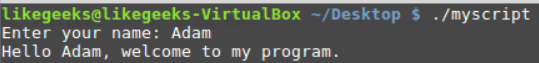 likegeeks@likegeeks-VirtualBox ~/Desktop $ ./myscript
Enter your name: Adam
Hello Adam, welcome to my program.